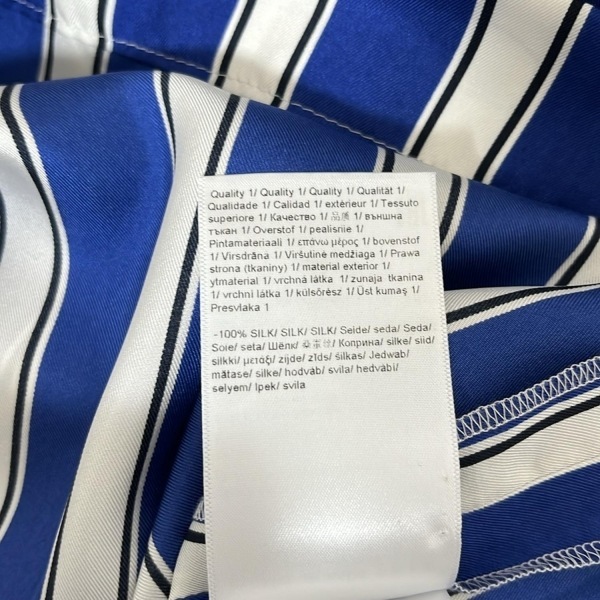 Quality 1/ Quality 1/ Quality 1/ Qualität 1/
Qualidade 1/ Calidad 1/ extérieur 1/ Tessuto
superiore 1/ Качество 1/ 品质 1/ външна
тъкан 1/ Overstof 1/ pealisriie 1/
Pintamateriaali 1/ επάνω μέρος 1/ bovenstof
1/ Virsdrāna 1/ Viršutinė medžiaga 1/ Prawa
strona (tkaniny) 1/ material exterior 1/
ytmaterial 1/ vrchná látka 1/ zunaja tkanina
1/ vrchní látka 1/ külsőrész 1/ Üst kumaş 1/
Presvlaka 1
-100% SILK/ SILK/ SILK/ Seide/ seda/ Seda/
Soie/ seta/ Шёлк/ 桑蚕丝/ Коприна/ silke/ siid/
silkki/ μετάξι/ zijde/ zīds/ šilkas/ Jedwab/
mătase/ silke/ hodváb/ svila/ hedvábí/
selyem/ Ipek/ svila